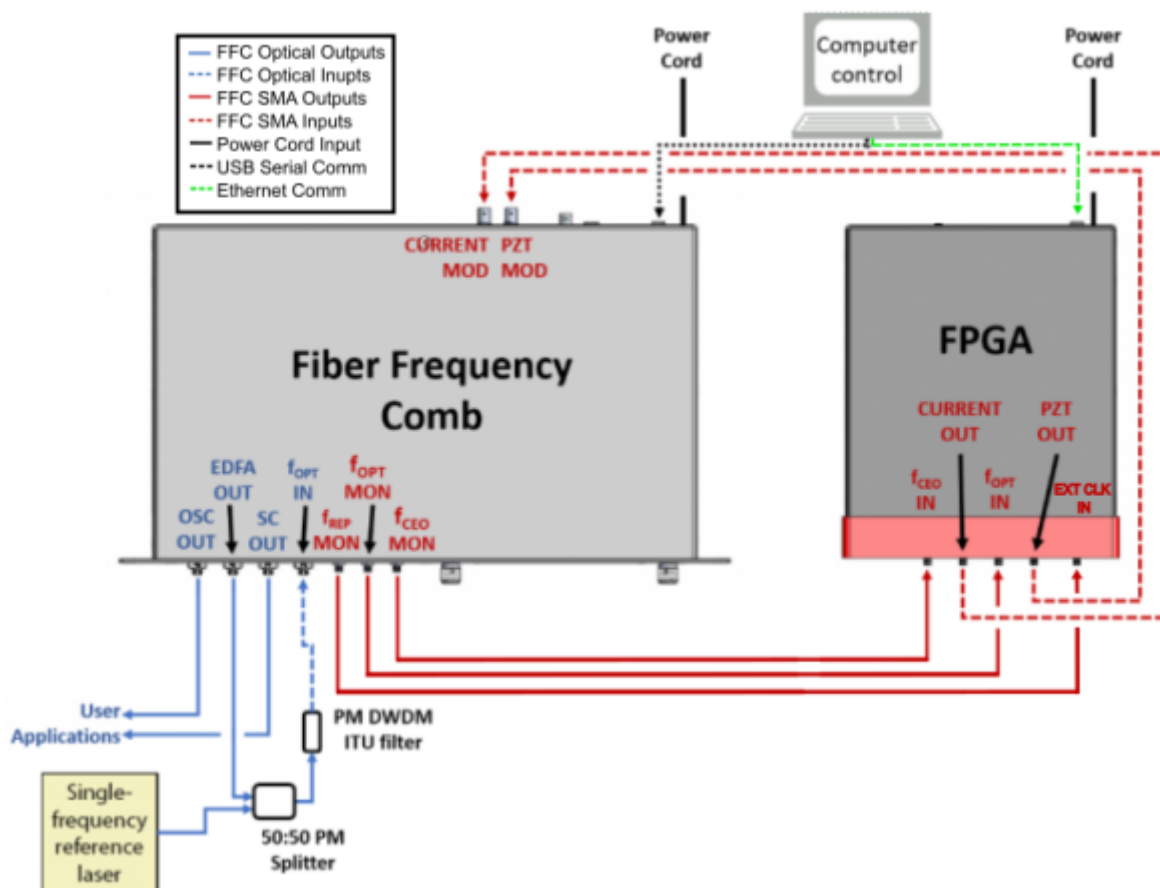 FFC Optical Outputs
FFC Optical Inupts
FFC SMA Outputs
FFC SMA Inputs
Power Cord Input
USB Serial Comm
Ethernet Comm
Power
Cord
Computer
control
Power
Cord
CURRENT
MOD
PZT
MOD
Fiber Frequency
Comb
FPGA
CURRENT
OUT
PZT
OUT
fCEO
IN
fOPT
IN
EXT CLK
IN
EDFA
OUT
fOPT
IN
fOPT
MON
OSC
OUT
SC
OUT
fREP
MON
fCEO
MON
User
Applications
PM DWDM
ITU filter
Single-
frequency
reference
laser
50:50 PM
Splitter